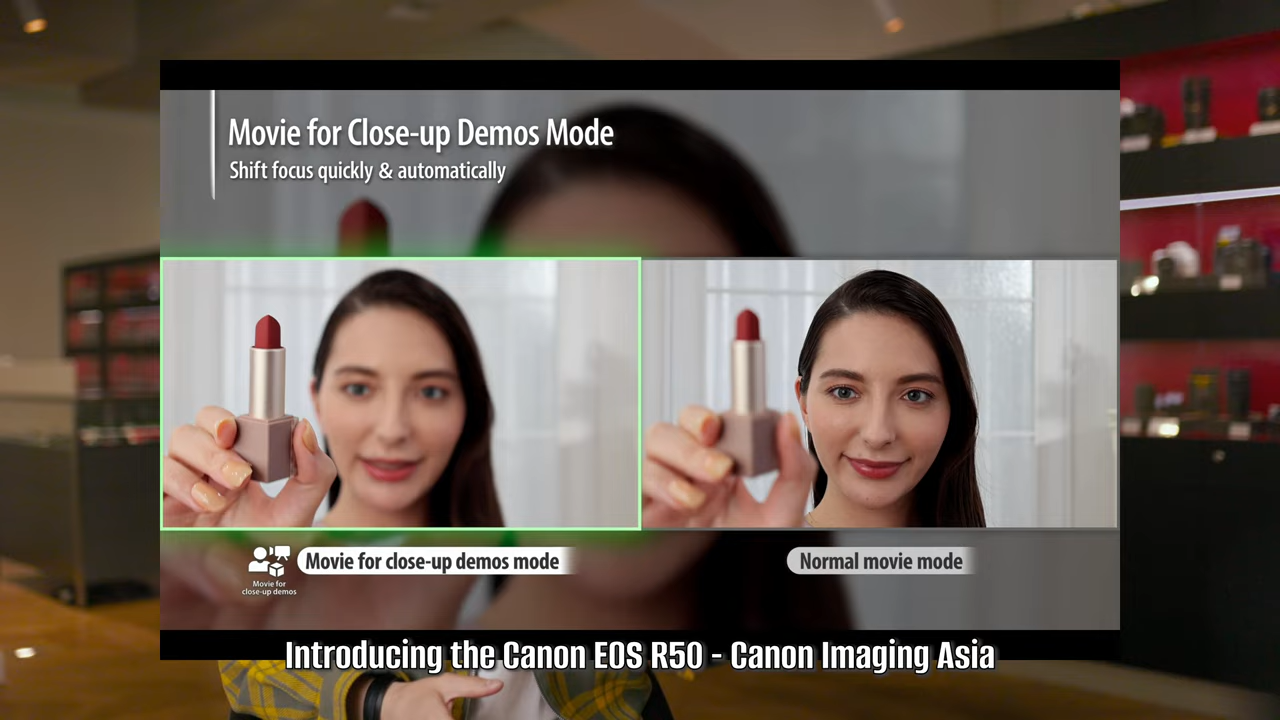 Movie for Close-up Demos Mode
Shift focus quickly & automatically
Movie for
close-up demos
Movie for close-up demos mode
Normal movie mode
Introducing the Canon EOS R50 - Canon Imaging Asia